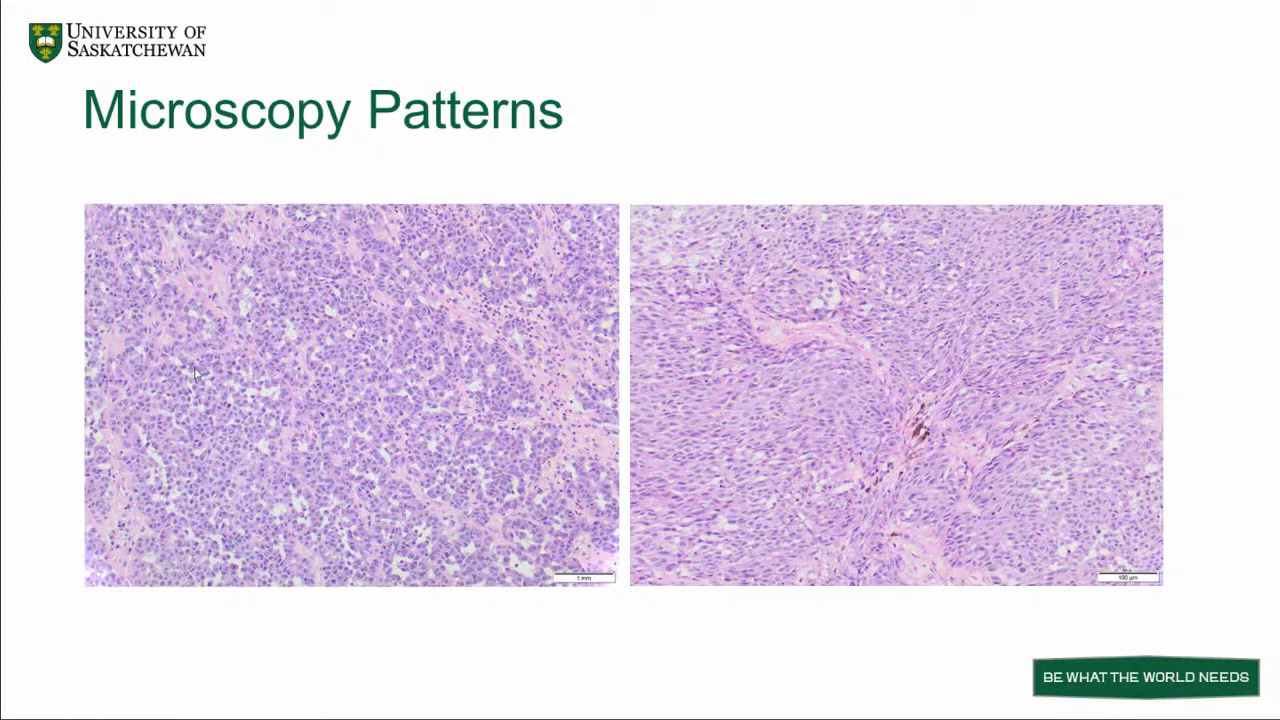 UNIVERSITY OF
SASKATCHEWAN
Microscopy Patterns
1 mm
100 µm
BE WHAT THE WORLD NEEDS